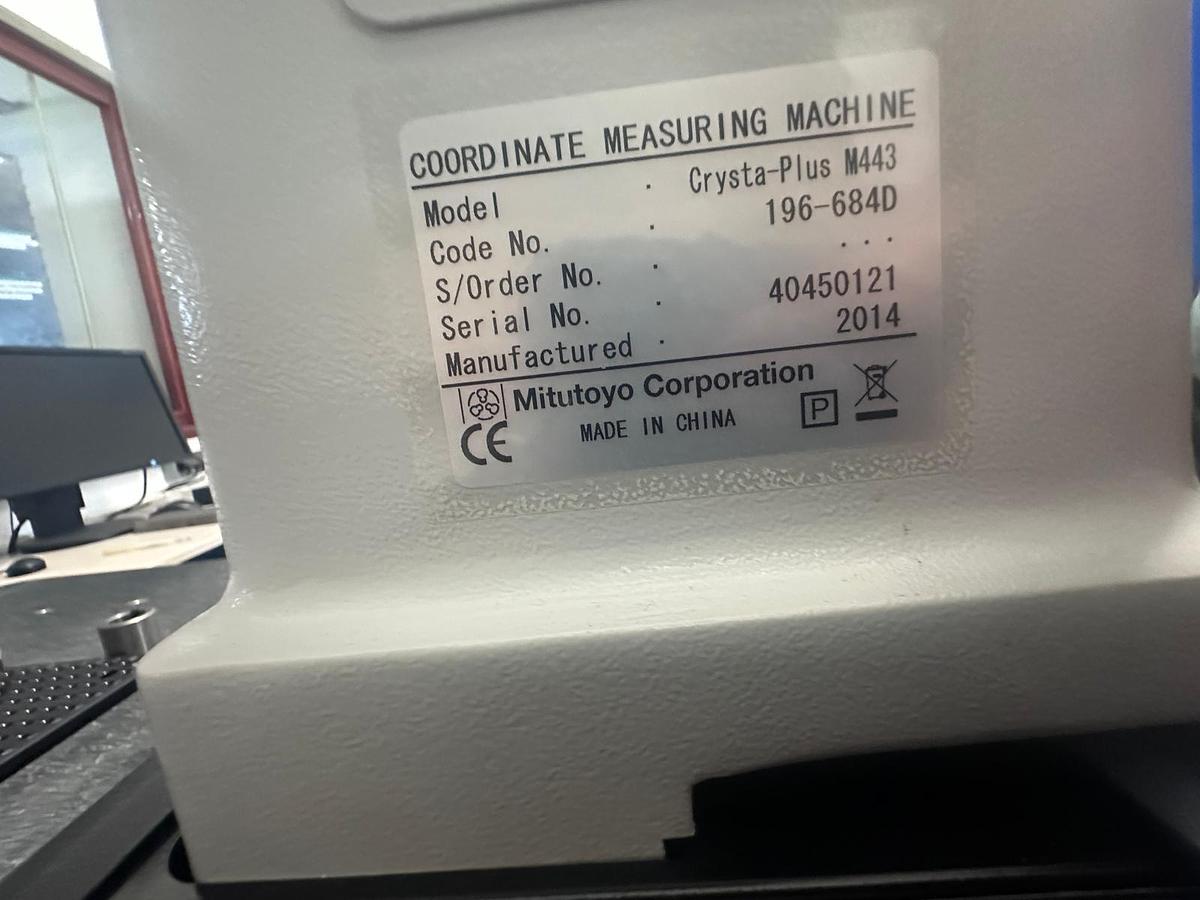 COORDINATE MEASURING MACHINE
Model : Crysta-Plus M443
Code No. : 196-684D
S/Order No. : ...
Serial No. : 40450121
Manufactured : 2014
Mitutoyo Corporation
CE MADE IN CHINA P